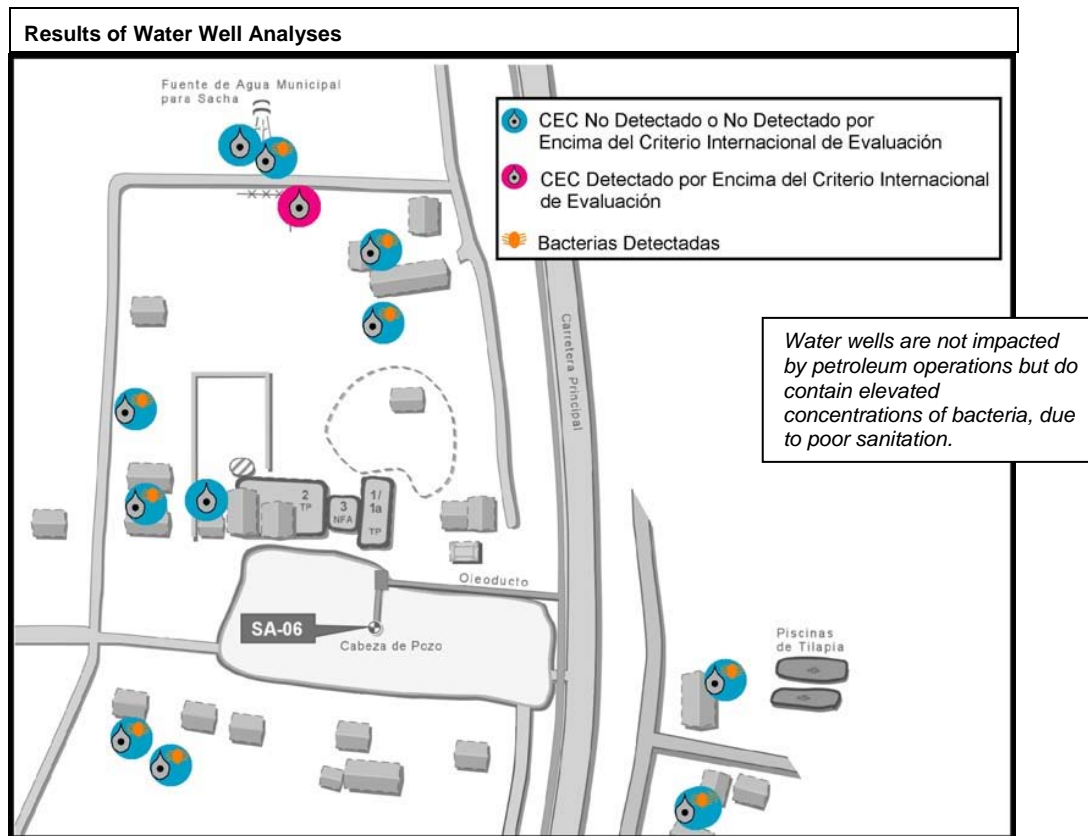 Results of Water Well Analyses
Fuente de Agua Municipal
para Sacha
CEC No Detectado o No Detectado por
Encima del Criterio Internacional de Evaluación
CEC Detectado por Encima del Criterio Internacional
de Evaluación
Bacterias Detectadas
Water wells are not impacted
by petroleum operations but do
contain elevated
concentrations of bacteria, due
to poor sanitation.
Carretera Principal
2
TP
3
NFA
1/
1a
TP
Oleoducto
SA-06
Cabeza de Pozo
Piscinas
de Tilapia